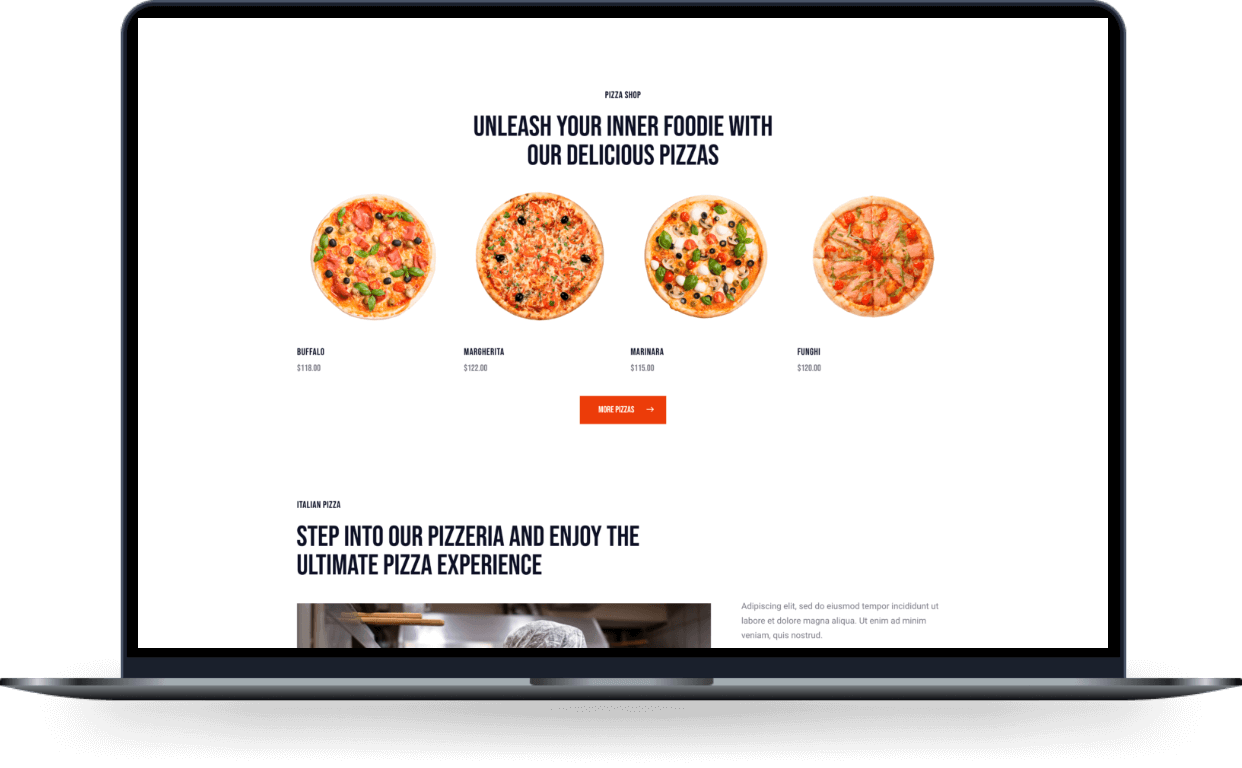 PIZZA SHOP
UNLEASH YOUR INNER FOODIE WITH
OUR DELICIOUS PIZZAS
BUFFALO
$118.00
MARGHERITA
$122.00
MARINARA
$115.00
FUNGHI
$120.00
MORE PIZZAS
ITALIAN PIZZA
STEP INTO OUR PIZZERIA AND ENJOY THE
ULTIMATE PIZZA EXPERIENCE
Adipiscing elit, sed do eiusmod tempor incididunt ut
labore et dolore magna aliqua. Ut enim ad minim
veniam, quis nostrud.